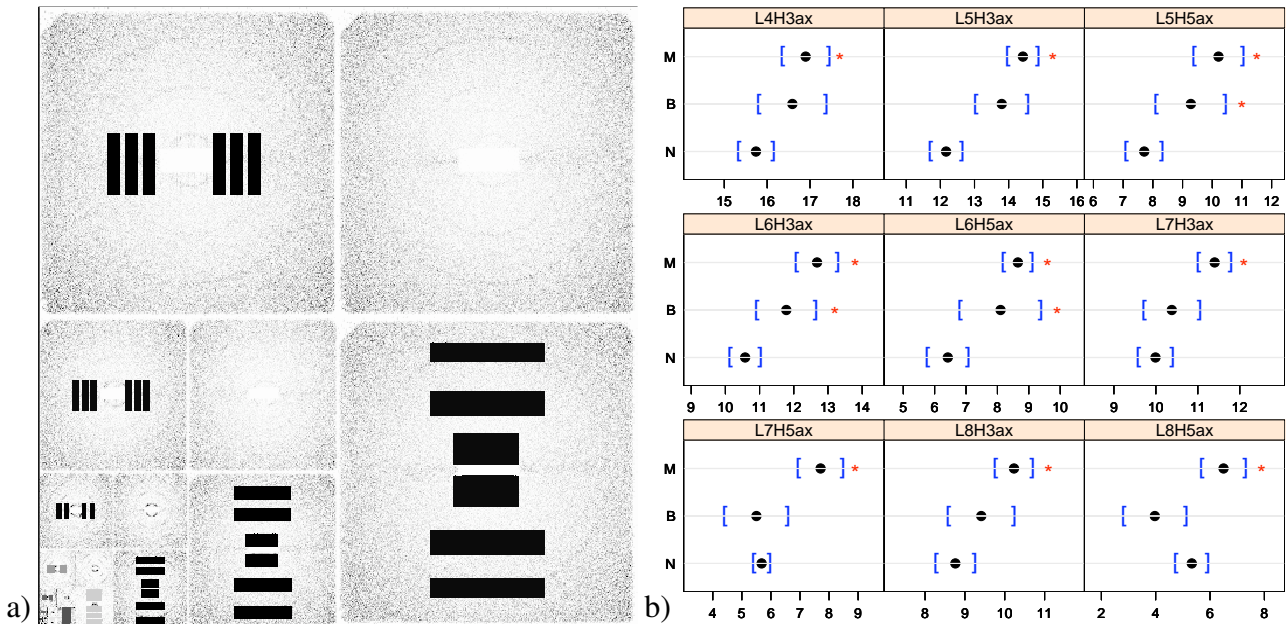 L4H3ax L5H3ax L5H5ax
M * * *
B *
N
15 16 17 18 11 12 13 14 15 16 6 7 8 9 10 11 12
L6H3ax L6H5ax L7H3ax
M * * *
B * *
N
9 10 11 12 13 14 5 6 7 8 9 10 9 10 11 12
L7H5ax L8H3ax L8H5ax
M * * *
B
N
4 5 6 7 8 9 8 9 10 11 2 4 6 8
a) b)